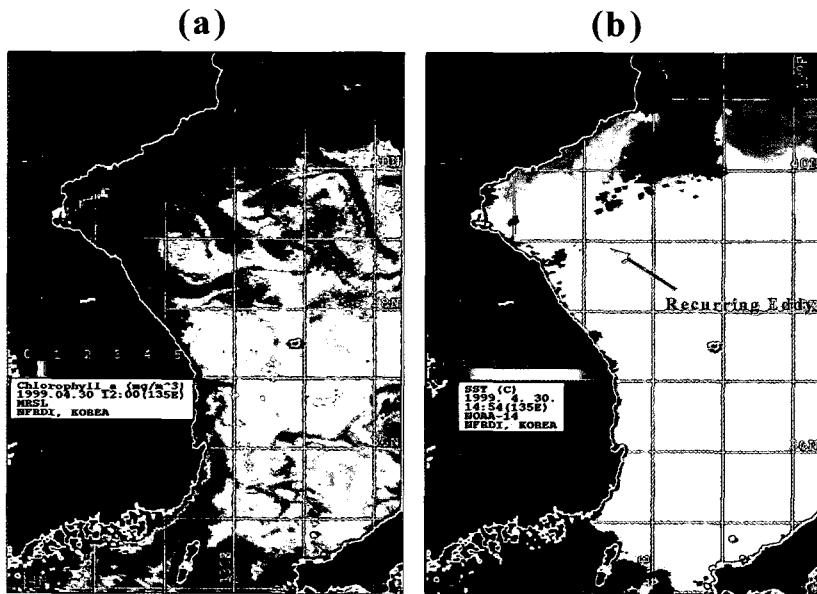 (a)
(b)
0 1 2 3 4 5
Chlorophyll a (mg/m^3)
1999.04.30 12:00(135E)
MRSL
NFRDI, KOREA
Recurring Eddy
SST (C)
1999. 4. 30.
14:54(135E)
NOAA-14
NFRDI, KOREA